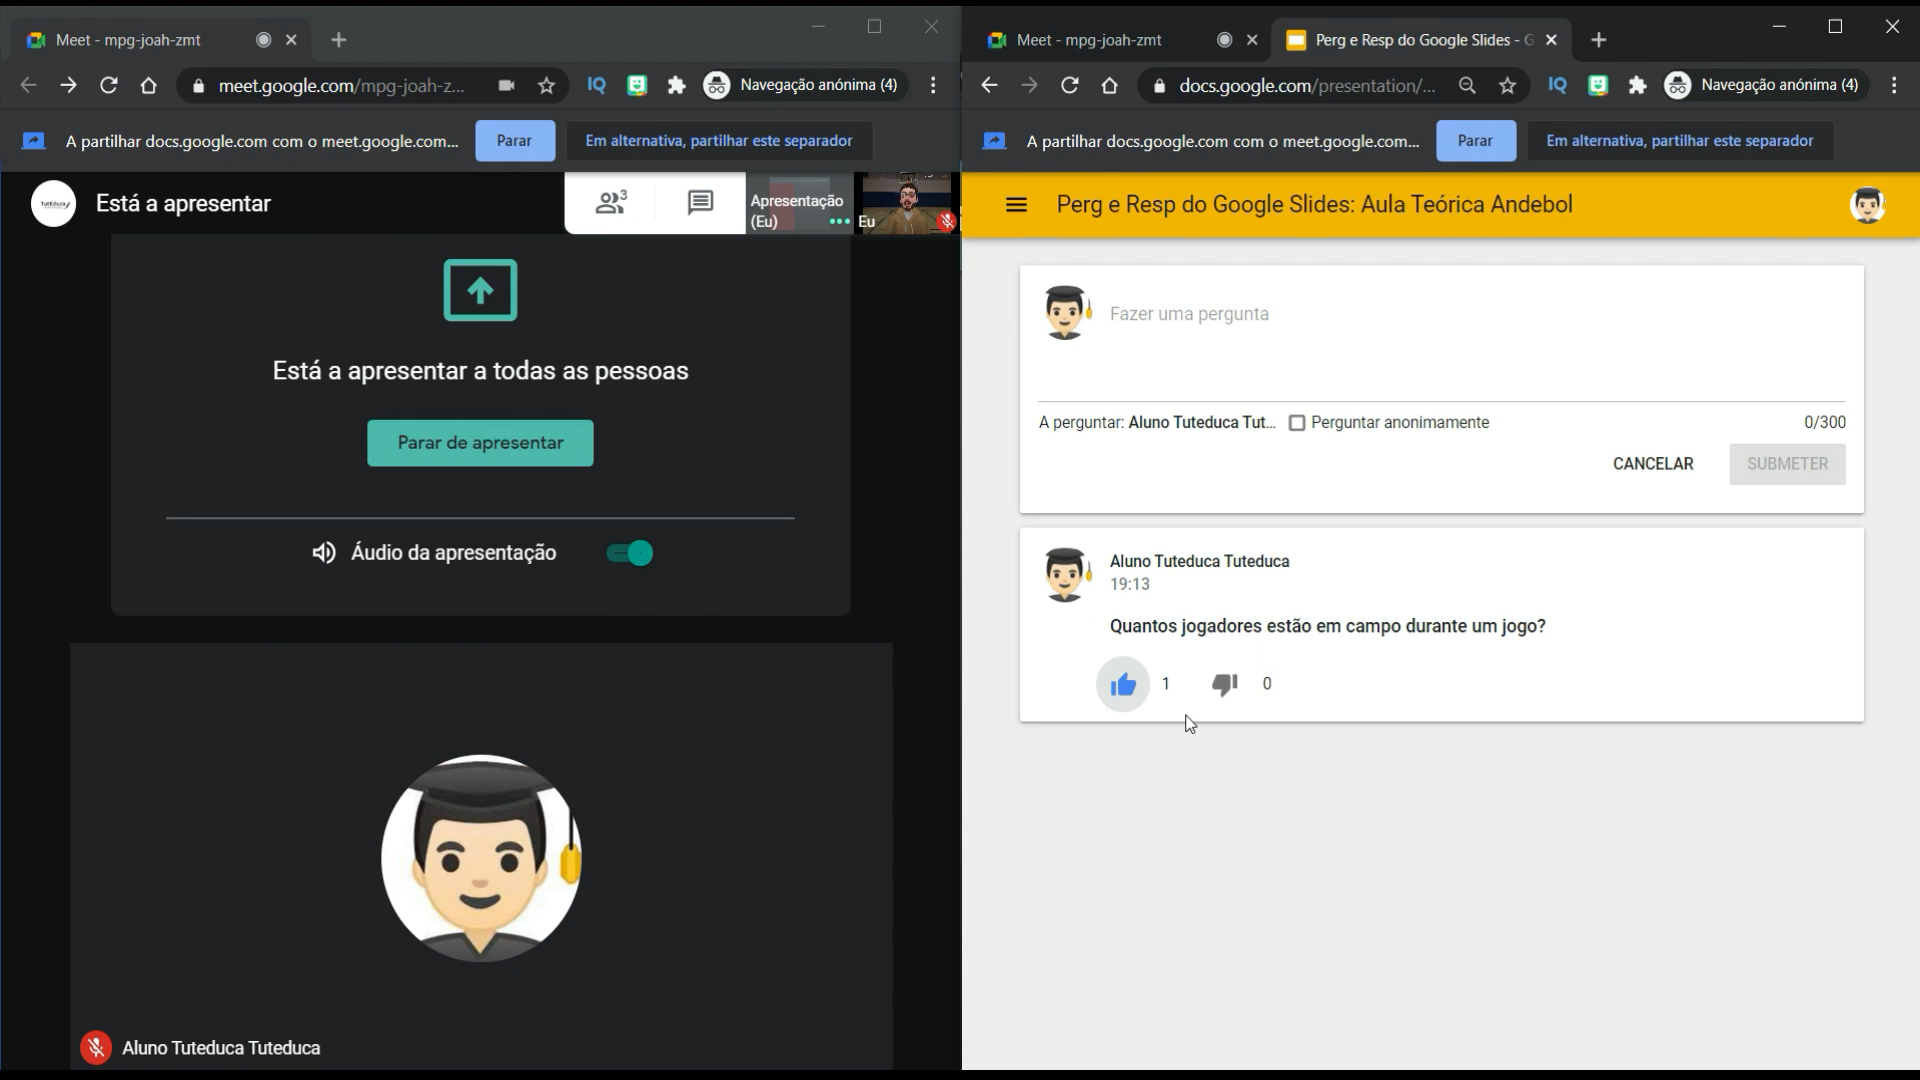 Meet - mpg-joah-zmt
meet.google.com/mpg-joah-z...
IQ
Navegação anónima (4)
A partilhar docs.google.com com o meet.google.com...
Parar
Em alternativa, partilhar este separador
TutEduca
Está a apresentar
3
Apresentação
(Eu)
Eu
Está a apresentar a todas as pessoas
Parar de apresentar
Áudio da apresentação
Aluno Tuteduca Tuteduca
Meet - mpg-joah-zmt
Perg e Resp do Google Slides - G
docs.google.com/presentation/...
IQ
Navegação anónima (4)
A partilhar docs.google.com com o meet.google.com...
Parar
Em alternativa, partilhar este separador
Perg e Resp do Google Slides: Aula Teórica Andebol
Fazer uma pergunta
A perguntar: Aluno Tuteduca Tut...
Perguntar anonimamente
0/300
CANCELAR
SUBMETER
Aluno Tuteduca Tuteduca
19:13
Quantos jogadores estão em campo durante um jogo?
1
0